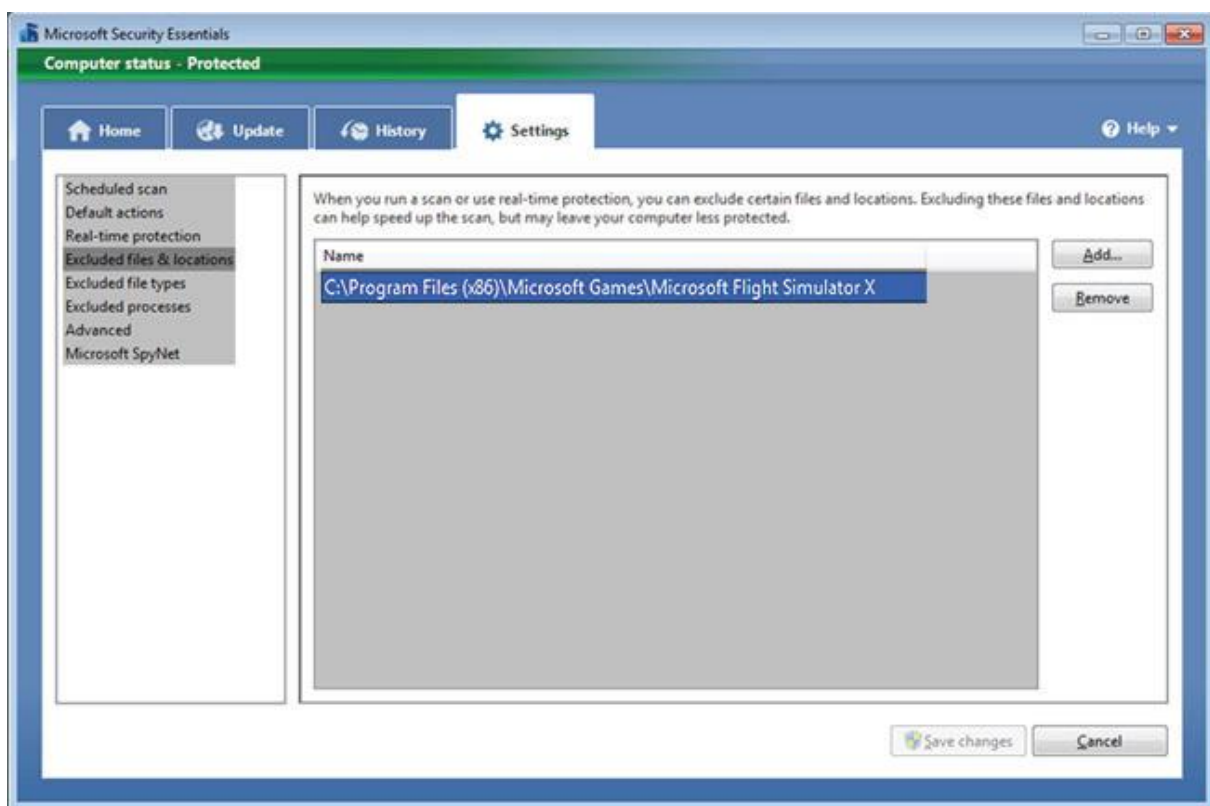 Microsoft Security Essentials
Computer status - Protected
Home
Update
History
Settings
Help
Scheduled scan
Default actions
Real-time protection
Excluded files & locations
Excluded file types
Excluded processes
Advanced
Microsoft SpyNet
When you run a scan or use real-time protection, you can exclude certain files and locations. Excluding these files and locations
can help speed up the scan, but may leave your computer less protected.
Name
C:\Program Files (x86)\Microsoft Games\Microsoft Flight Simulator X
Add...
Remove
Save changes
Cancel